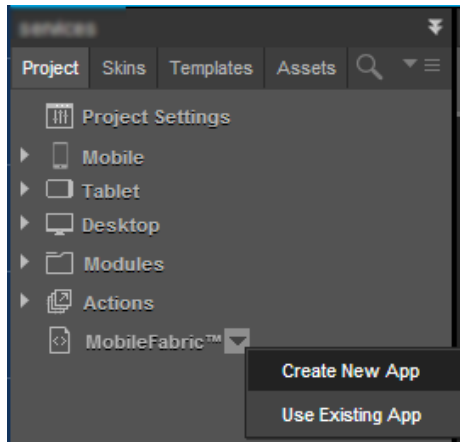 Project Skins Templates Assets
Project Settings
Mobile
Tablet
Desktop
Modules
Actions
MobileFabric™
Create New App
Use Existing App